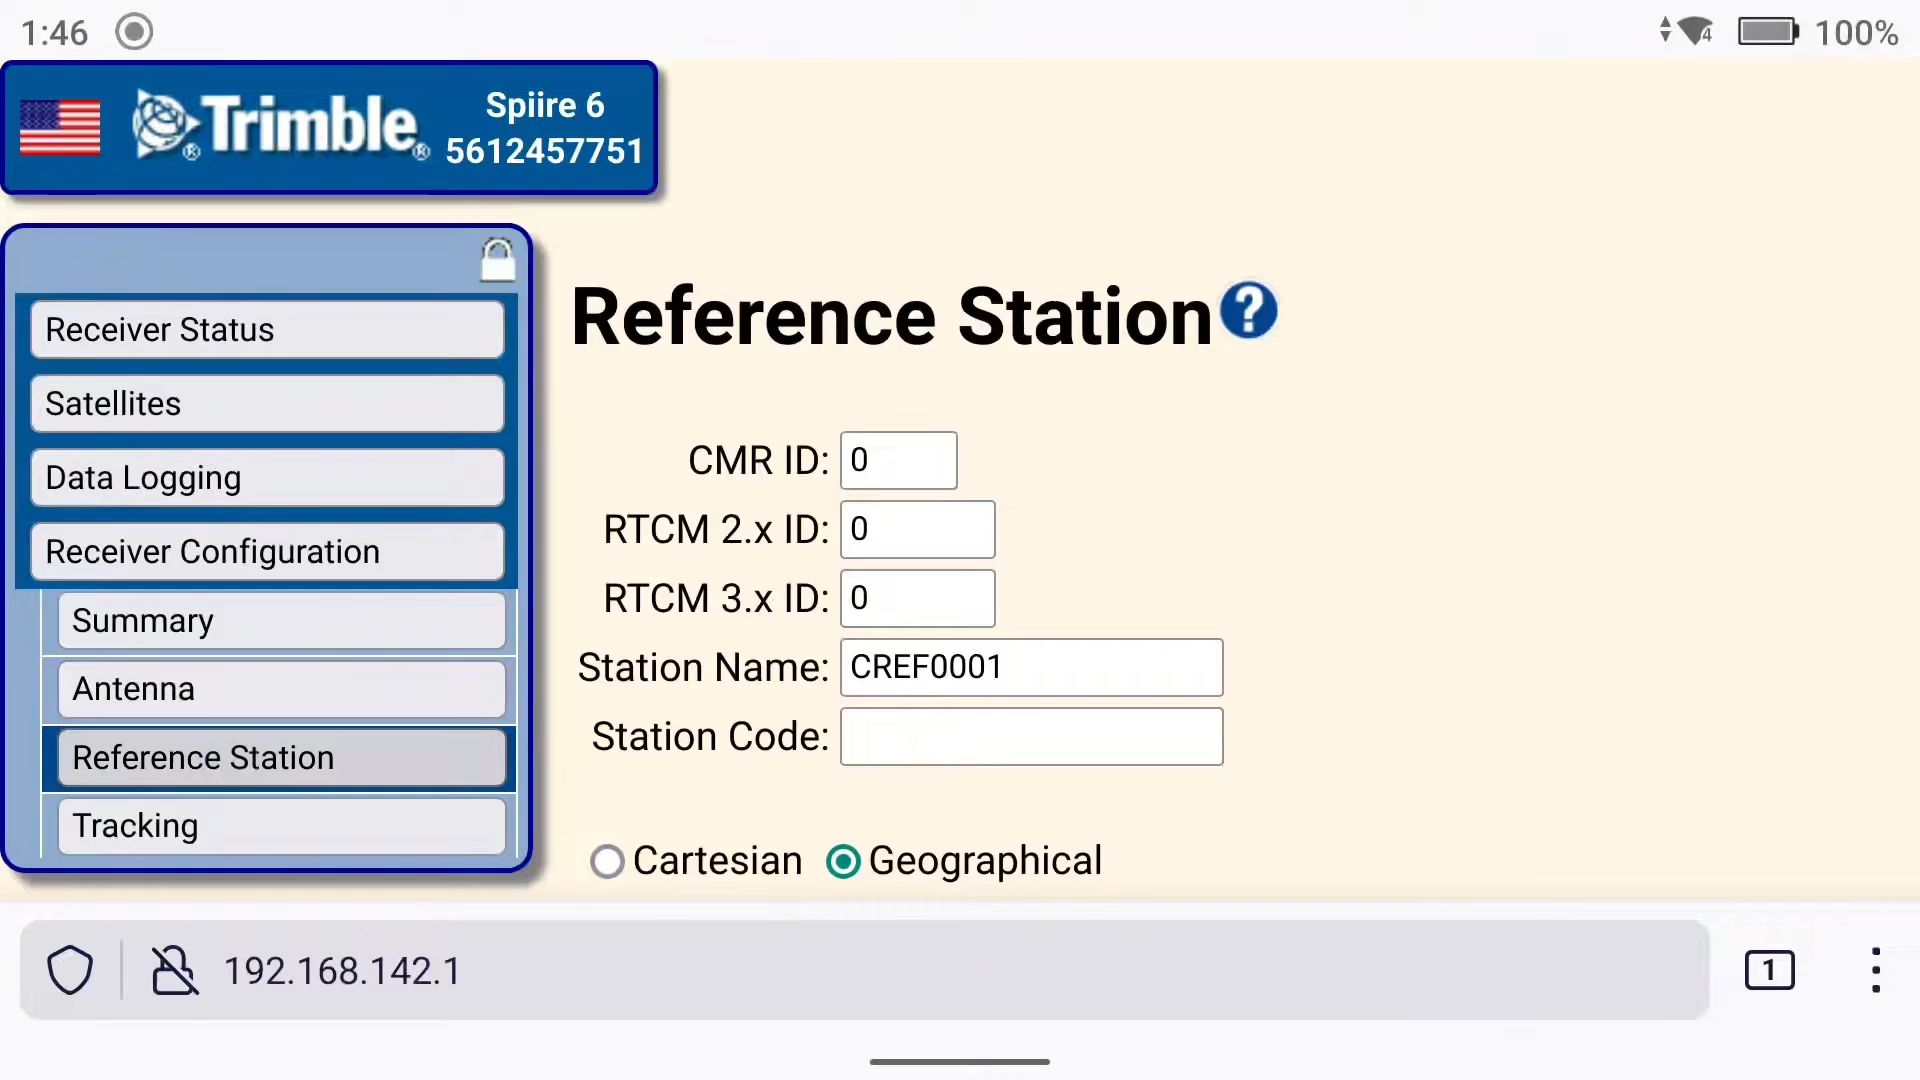 1:46
4
100%
Trimble®
Spiire 6
5612457751
Receiver Status
Satellites
Data Logging
Receiver Configuration
Summary
Antenna
Reference Station
Tracking
Reference Station ?
CMR ID: 0
RTCM 2.x ID: 0
RTCM 3.x ID: 0
Station Name: CREF0001
Station Code:
Cartesian Geographical
192.168.142.1
1